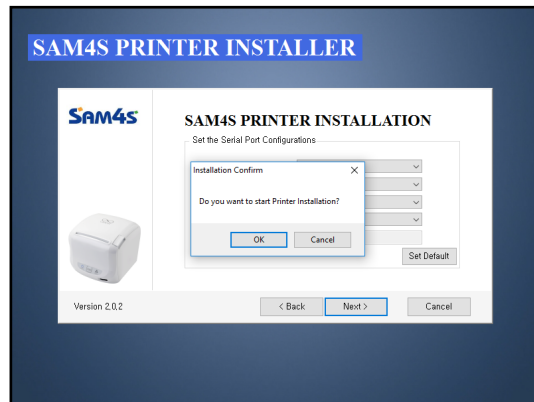 SAM4S PRINTER INSTALLER
SAM4S
SAM4S PRINTER INSTALLATION
Set the Serial Port Configurations
Installation Confirm
Do you want to start Printer Installation?
OK
Cancel
Set Default
Version 2,0,2
< Back
Next >
Cancel